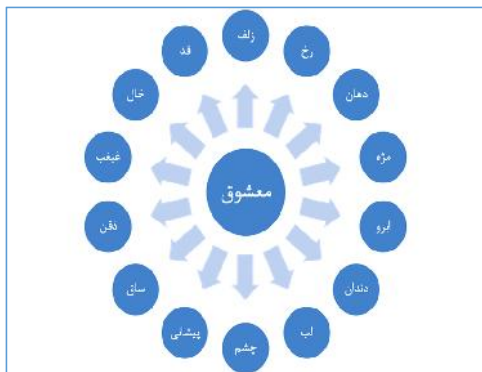 معشوق
زلف
رخ
دهان
مژه
ابرو
دندان
لب
چشم
پیشانی
ساق
ذقن
غبغب
خال
قد